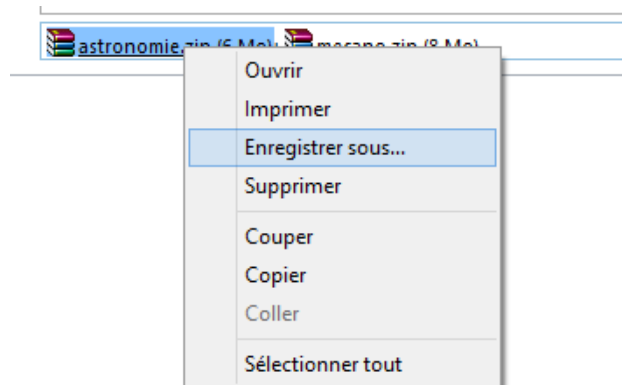 astronomie.zip (6 Mo); mecano.zip (8 Mo)
Ouvrir
Imprimer
Enregistrer sous...
Supprimer
Couper
Copier
Coller
Sélectionner tout